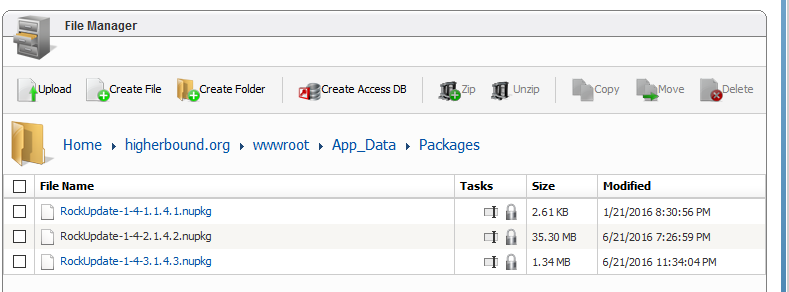 File Manager
Upload Create File Create Folder Create Access DB Zip Unzip Copy Move Delete
Home higherbound.org wwwroot App_Data Packages
File Name Tasks Size Modified
RockUpdate-1-4-1.1.4.1.nupkg 2.61 KB 1/21/2016 8:30:56 PM
RockUpdate-1-4-2.1.4.2.nupkg 35.30 MB 6/21/2016 7:26:59 PM
RockUpdate-1-4-3.1.4.3.nupkg 1.34 MB 6/21/2016 11:34:04 PM